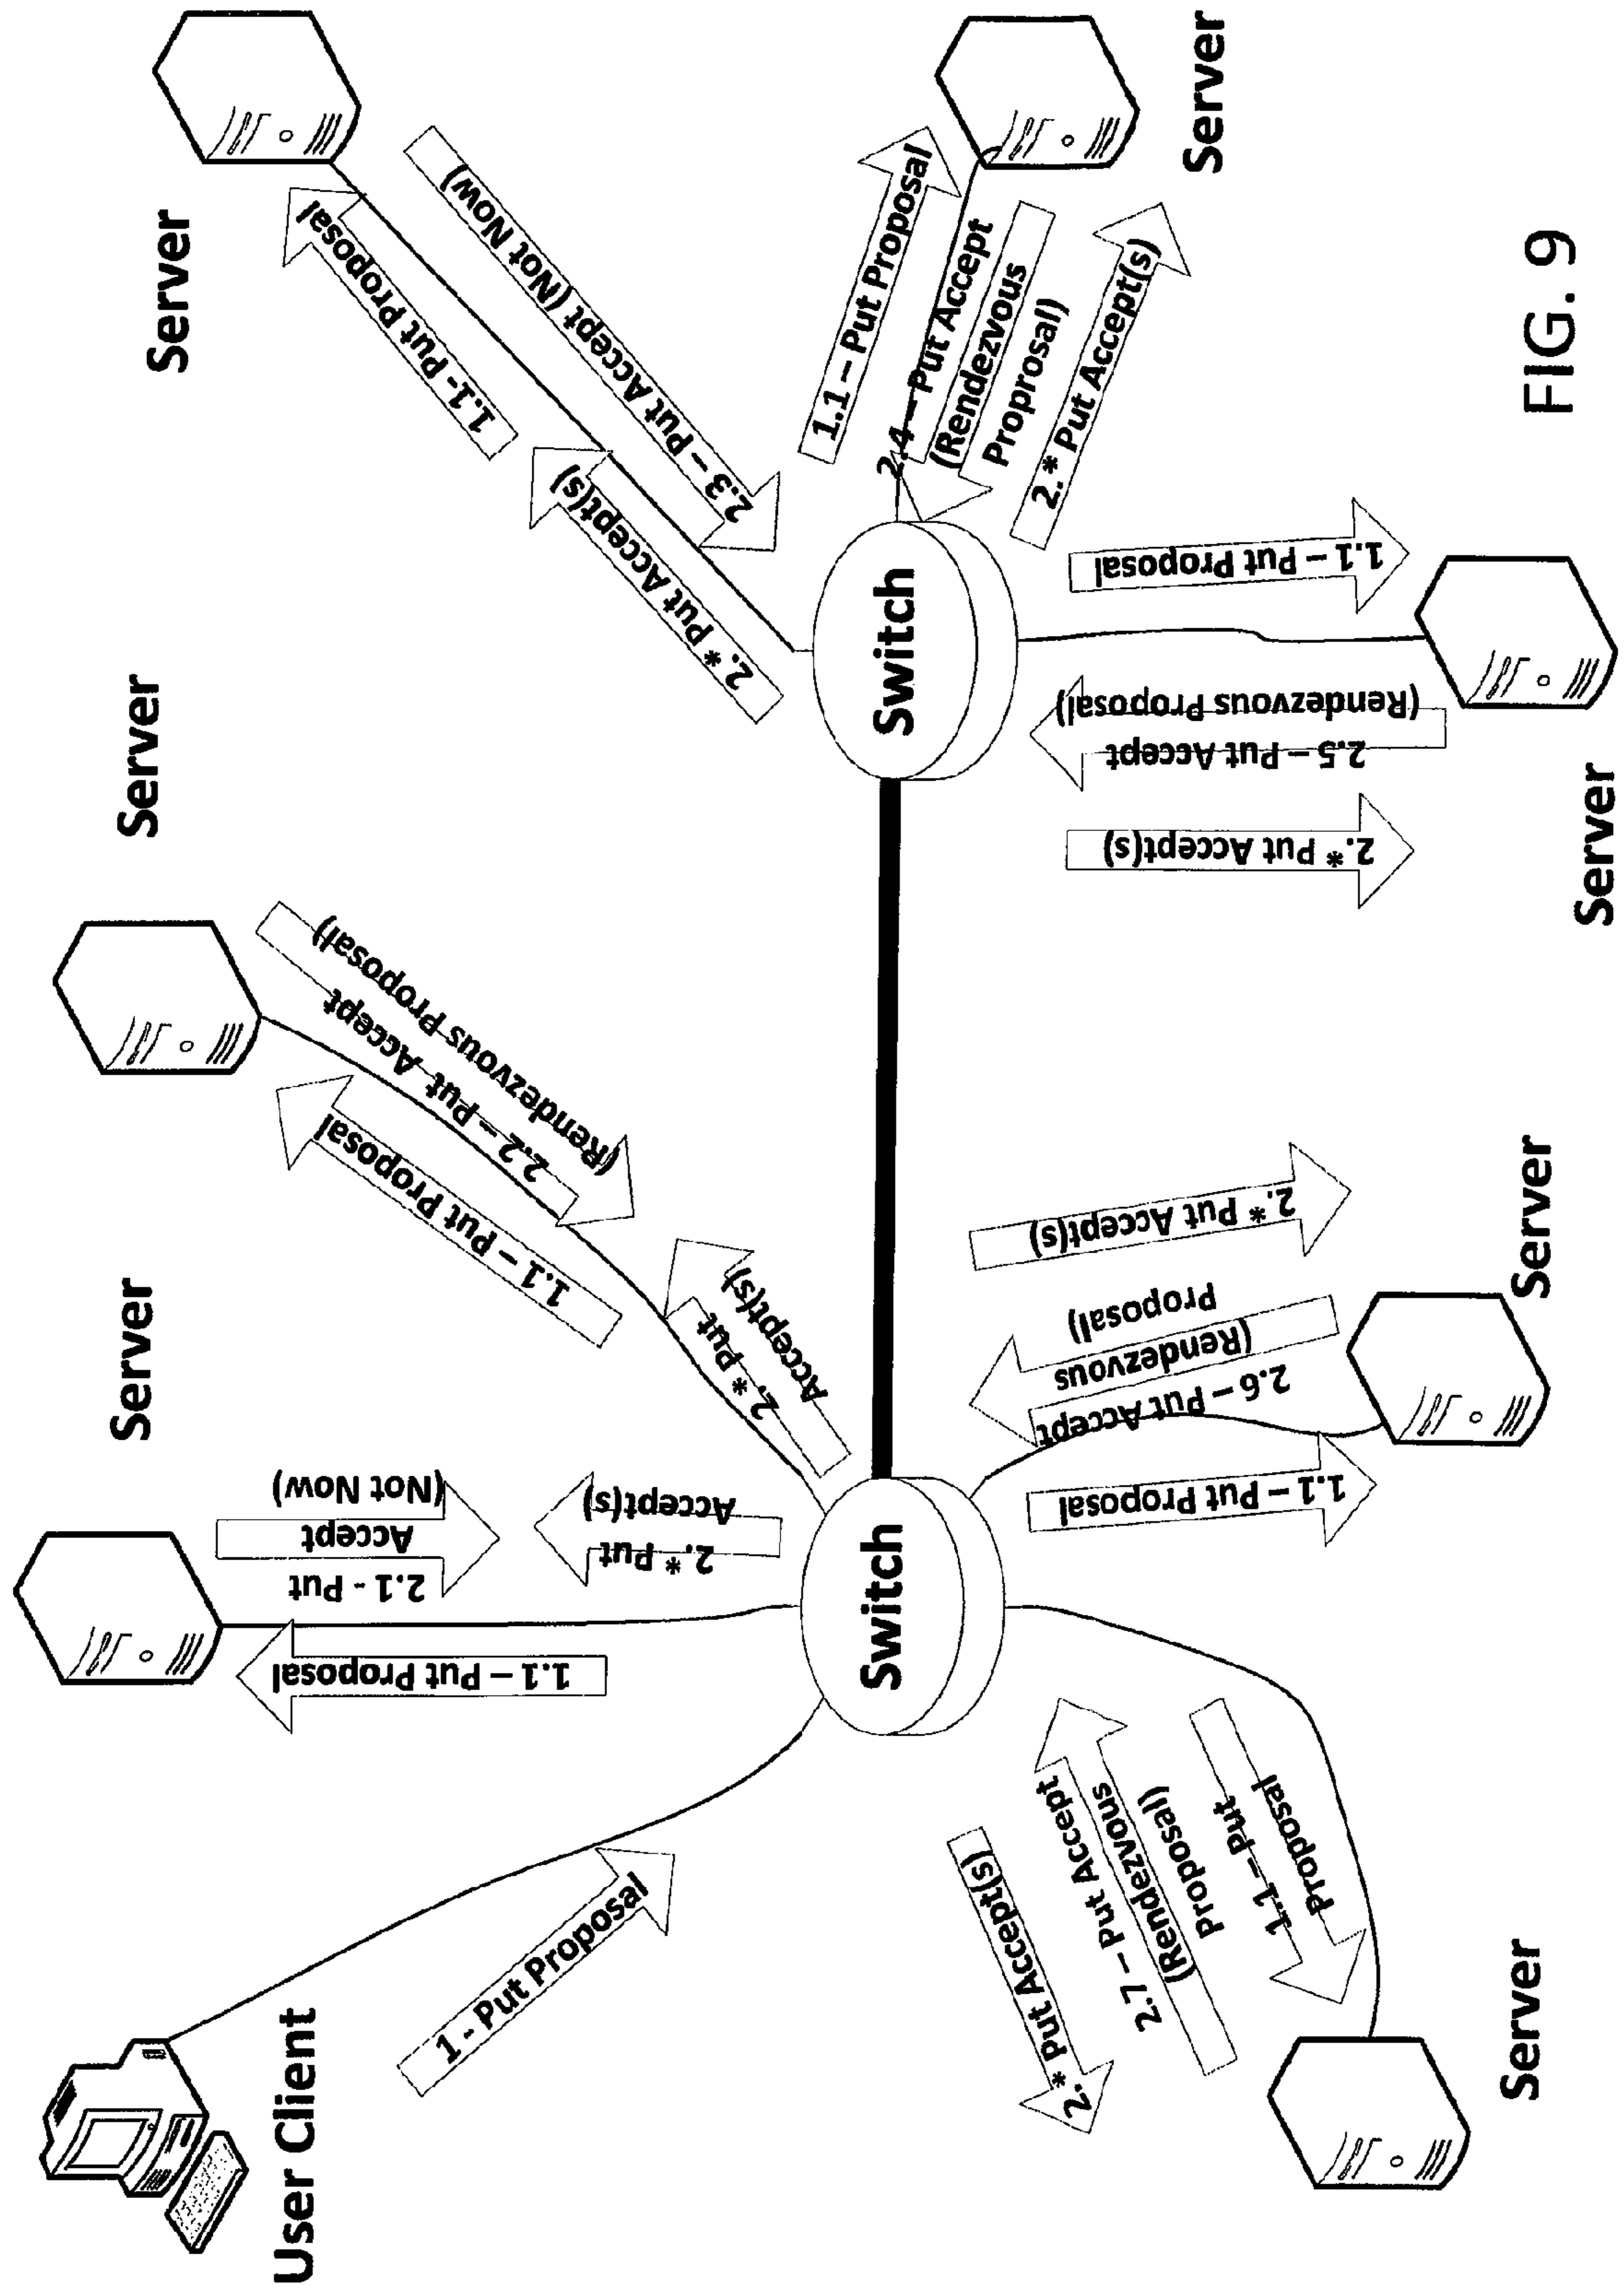 User Client
1 - Put Proposal
Server
1.1 – Put Proposal
2.1 - Put
Accept
(Not Now)
2.* Put
Accept(s)
Server
1.1 – Put Proposal
2.2 – Put Accept
(Rendezvous Proposal)
2.* Put
Accept(s)
Server
1.1- Put Proposal
2.3 – Put Accept (Not Now)
2.* Put Accept(s)
Switch
Switch
1.1 – Put Proposal
2.4 – Put Accept
(Rendezvous
Proprosal)
2.* Put Accept(s)
Server
1.1 – Put Proposal
2.5 – Put Accept
(Rendezvous Proposal)
2.* Put Accept(s)
Server
1.1 – Put Proposal
2.6 – Put Accept
(Rendezvous
Proposal)
2.* Put Accept(s)
Server
2.* Put Accept(s)
2.7 – Put Accept
(Rendezvous
Proposal)
1.1 – Put
Proposal
Server
FIG. 9